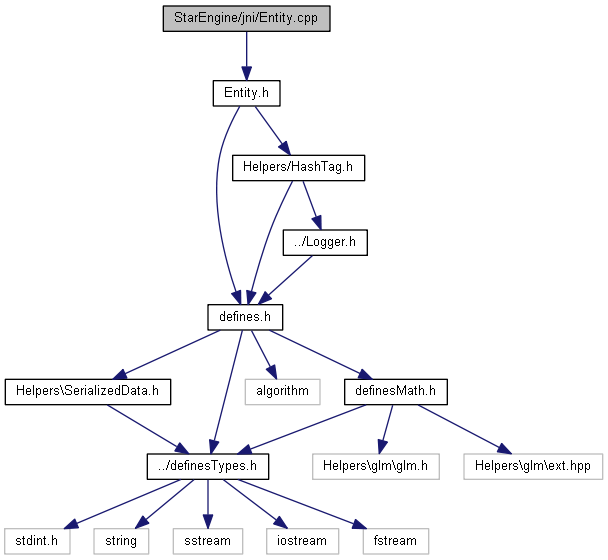 StarEngine/jni/Entity.cpp
Entity.h
Helpers/HashTag.h
../Logger.h
defines.h
Helpers\SerializedData.h
algorithm
definesMath.h
../definesTypes.h
Helpers\glm\glm.h
Helpers\glm\ext.hpp
stdint.h
string
sstream
iostream
fstream